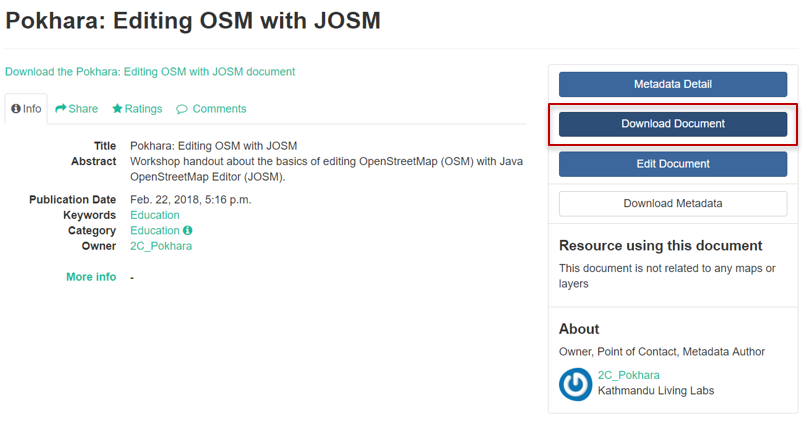 Pokhara: Editing OSM with JOSM
Download the Pokhara: Editing OSM with JOSM document
Info Share Ratings Comments
Title Pokhara: Editing OSM with JOSM
Abstract Workshop handout about the basics of editing OpenStreetMap (OSM) with Java
OpenStreetMap Editor (JOSM).
Publication Date Feb. 22, 2018, 5:16 p.m.
Keywords Education
Category Education
Owner 2C_Pokhara
More info -
Metadata Detail
Download Document
Edit Document
Download Metadata
Resource using this document
This document is not related to any maps or
layers
About
Owner, Point of Contact, Metadata Author
2C_Pokhara
Kathmandu Living Labs